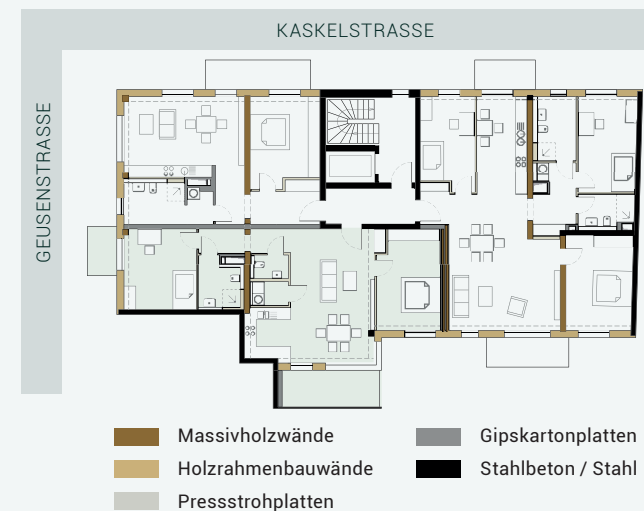 KASKELSTRASSE
GEUSENSTRASSE
Massivholzwände
Holzrahmenbauwände
Pressstrohplatten
Gipskartonplatten
Stahlbeton / Stahl